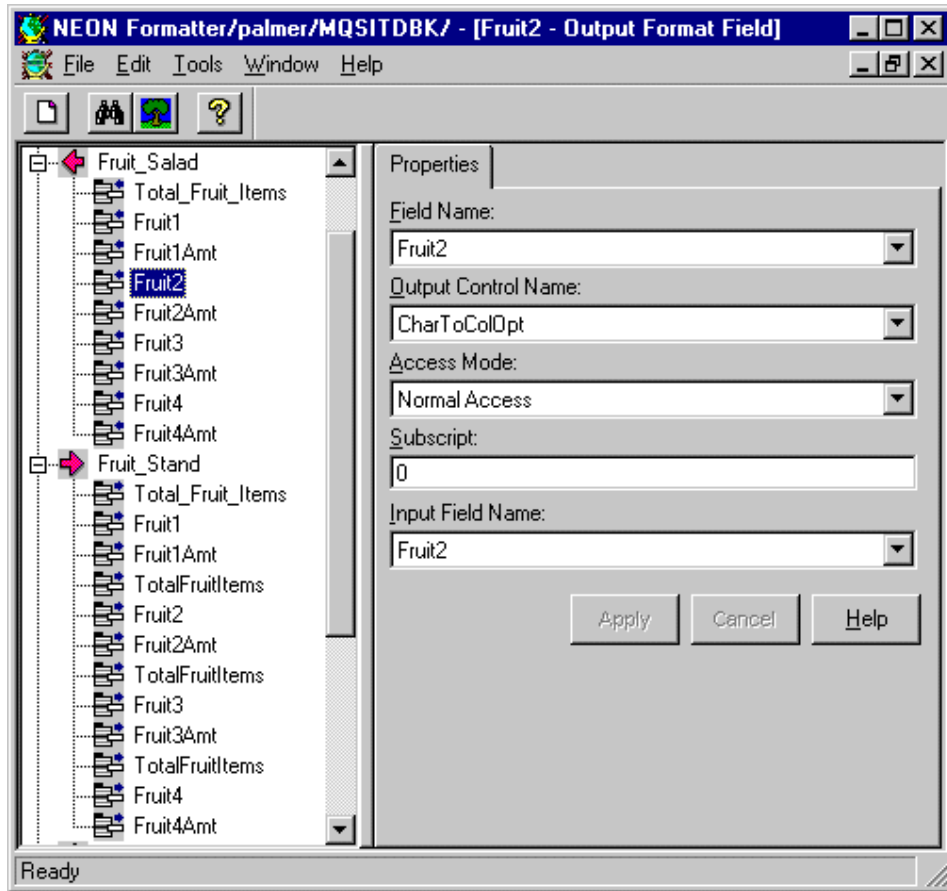 NEON Formatter/palmer/MQSITDBK/ - [Fruit2 - Output Format Field]
File Edit Tools Window Help
Fruit_Salad
Total_Fruit_Items
Fruit1
Fruit1Amt
Fruit2
Fruit2Amt
Fruit3
Fruit3Amt
Fruit4
Fruit4Amt
Fruit_Stand
Total_Fruit_Items
Fruit1
Fruit1Amt
TotalFruitItems
Fruit2
Fruit2Amt
TotalFruitItems
Fruit3
Fruit3Amt
TotalFruitItems
Fruit4
Fruit4Amt
Properties
Field Name:
Fruit2
Output Control Name:
CharToColOpt
Access Mode:
Normal Access
Subscript:
0
Input Field Name:
Fruit2
Apply Cancel Help
Ready